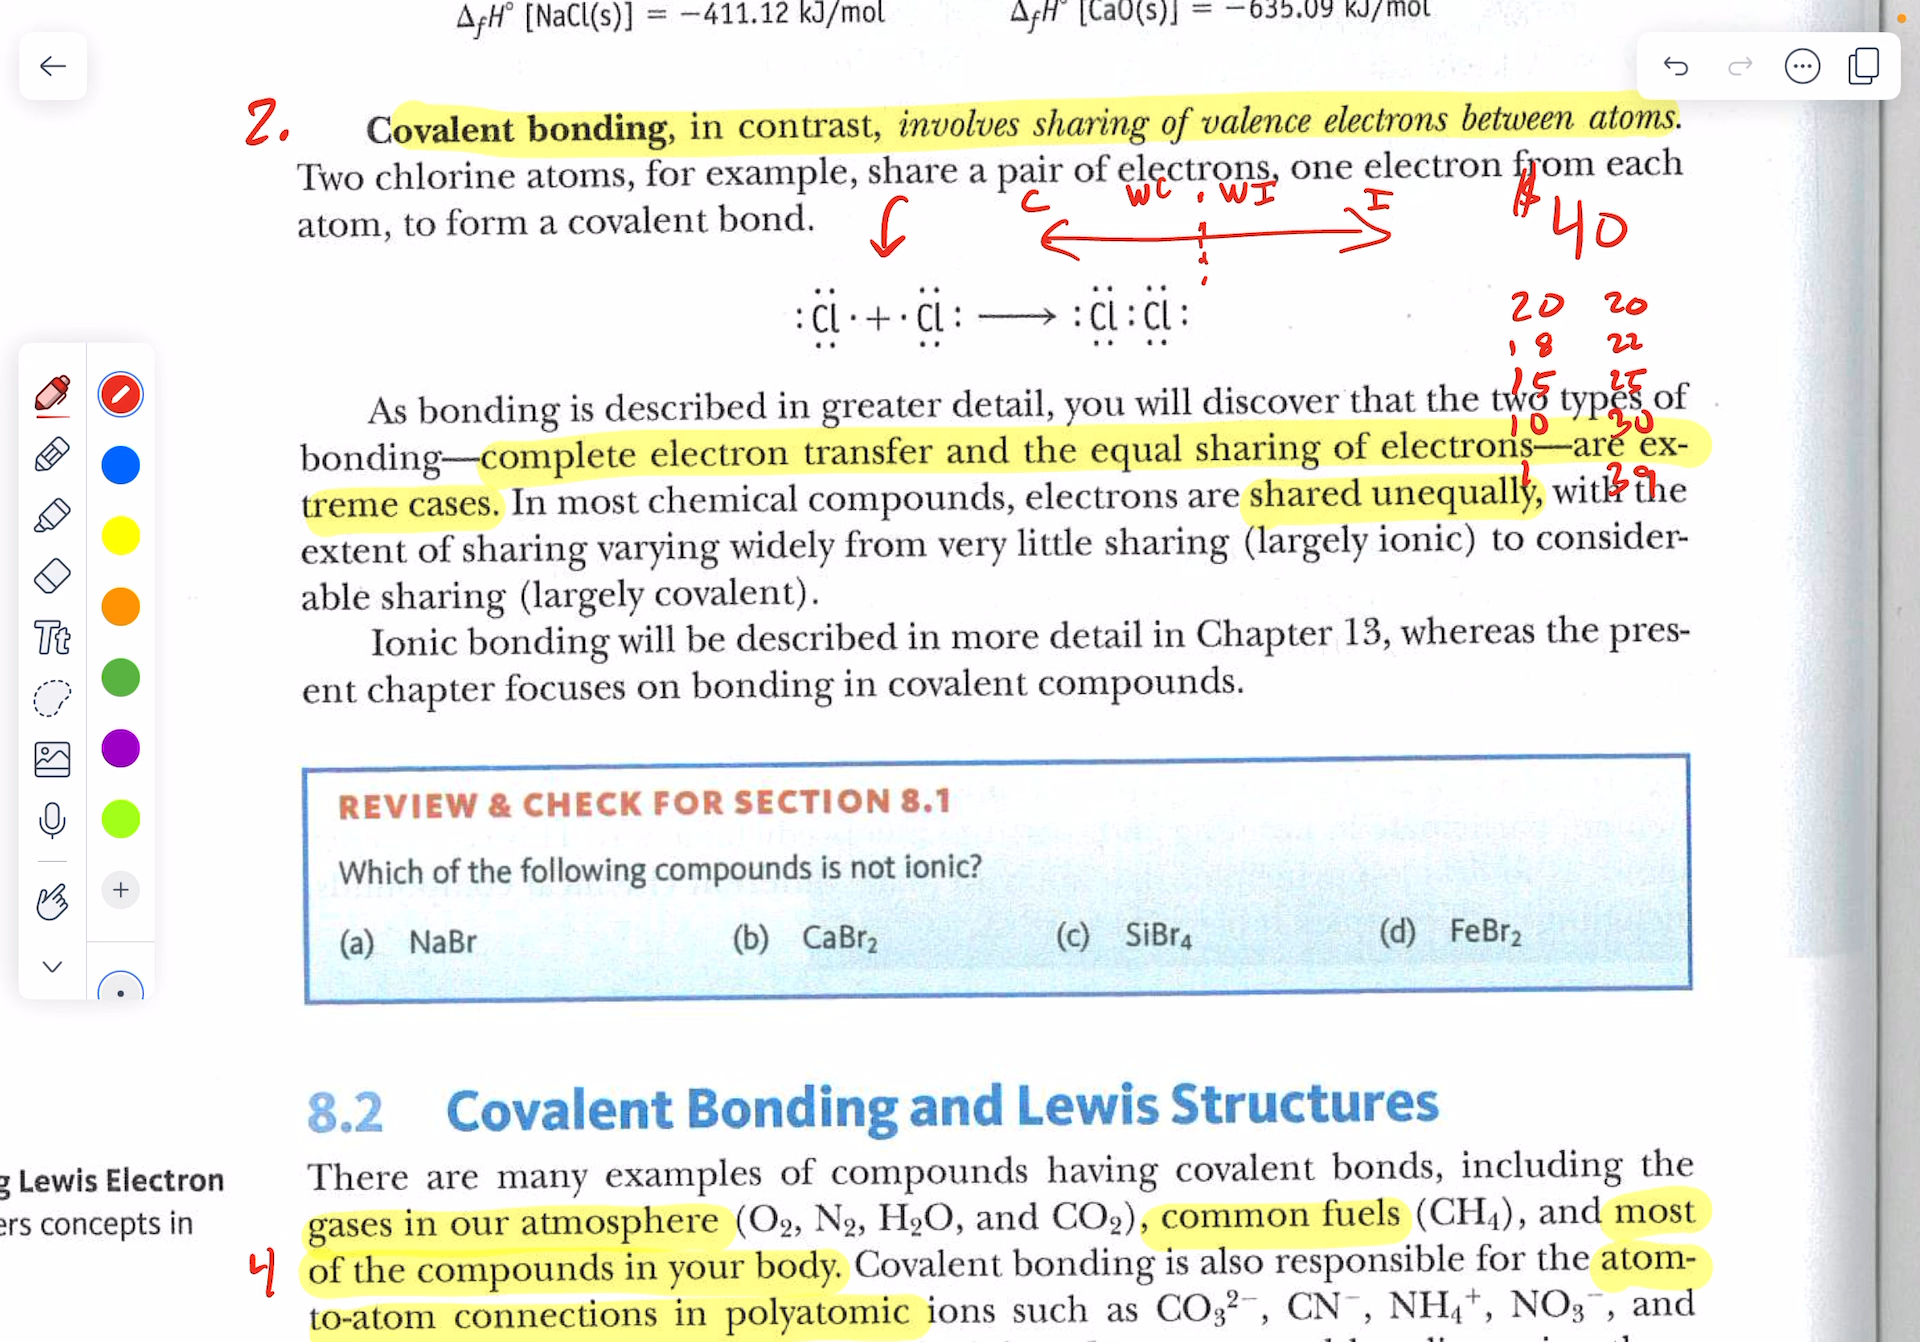 ΔfH° [NaCl(s)] = −411.12 kJ/mol ΔfH° [CaO(s)] = −635.09 kJ/mol
2. Covalent bonding, in contrast, involves sharing of valence electrons between atoms.
Two chlorine atoms, for example, share a pair of electrons, one electron from each
C WC WI I $40
atom, to form a covalent bond.
:Cl· + ·Cl: ⟶ :Cl:Cl:
20 20
18 22
15 25
As bonding is described in greater detail, you will discover that the two types of
10 30
bonding—complete electron transfer and the equal sharing of electrons—are ex-
1 39
treme cases. In most chemical compounds, electrons are shared unequally, with the
extent of sharing varying widely from very little sharing (largely ionic) to consider-
able sharing (largely covalent).
Ionic bonding will be described in more detail in Chapter 13, whereas the pres-
ent chapter focuses on bonding in covalent compounds.
REVIEW & CHECK FOR SECTION 8.1
Which of the following compounds is not ionic?
(a) NaBr (b) CaBr₂ (c) SiBr₄ (d) FeBr₂
8.2 Covalent Bonding and Lewis Structures
Lewis Electron
ers concepts in
There are many examples of compounds having covalent bonds, including the
gases in our atmosphere (O₂, N₂, H₂O, and CO₂), common fuels (CH₄), and most
4 of the compounds in your body. Covalent bonding is also responsible for the atom-
to-atom connections in polyatomic ions such as CO₃²⁻, CN⁻, NH₄⁺, NO₃⁻, and
Tt